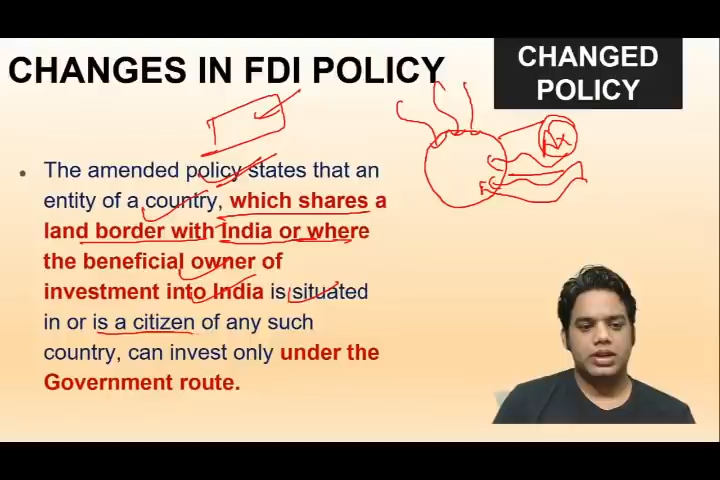 CHANGES IN FDI POLICY
CHANGED
POLICY
• The amended policy states that an
entity of a country, which shares a
land border with India or where
the beneficial owner of
investment into India is situated
in or is a citizen of any such
country, can invest only under the
Government route.